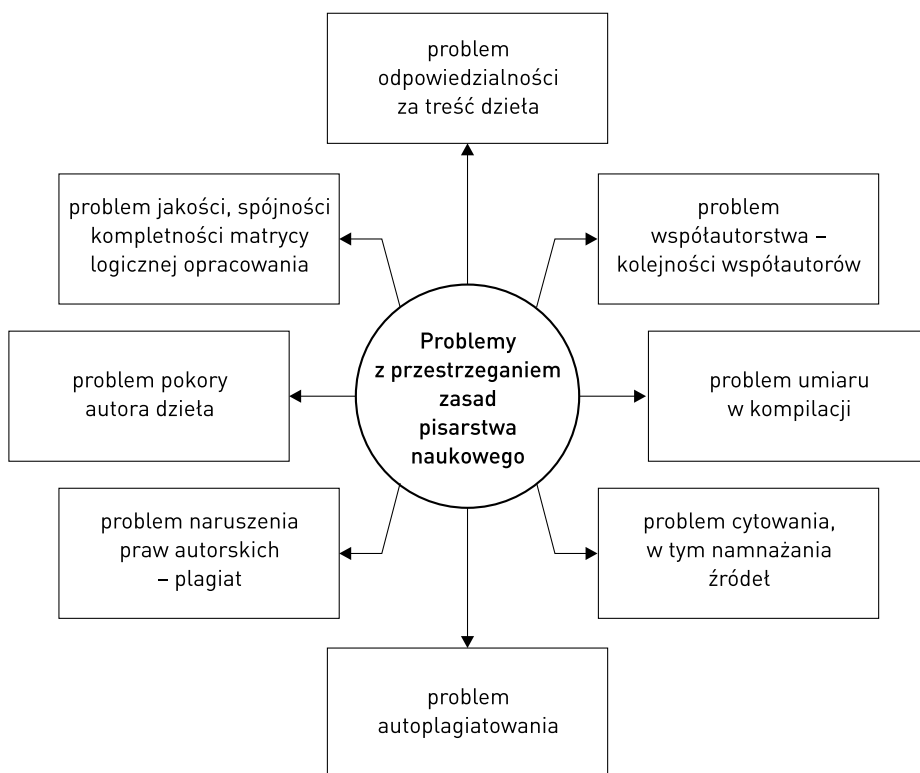 problem
odpowiedzialności
za treść dzieła
problem jakości, spójności
kompletności matrycy
logicznej opracowania
problem
współautorstwa –
kolejności współautorów
Problemy
z przestrzeganiem
zasad
pisarstwa
naukowego
problem pokory
autora dzieła
problem umiaru
w kompilacji
problem naruszenia
praw autorskich
– plagiat
problem cytowania,
w tym namnażania
źródeł
problem
autoplagiatowania